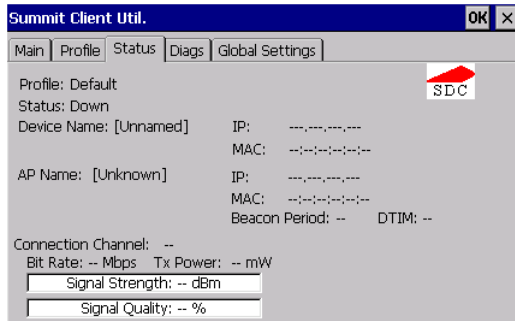 Summit Client Util. OK ×
Main Profile Status Diags Global Settings
Profile: Default
SDC
Status: Down
Device Name: [Unnamed] IP: ---.---.---.---
MAC: --:--:--:--:--:--
AP Name: [Unknown] IP: ---.---.---.---
MAC: --:--:--:--:--:--
Beacon Period: -- DTIM: --
Connection Channel: --
Bit Rate: -- Mbps Tx Power: -- mW
Signal Strength: -- dBm
Signal Quality: -- %